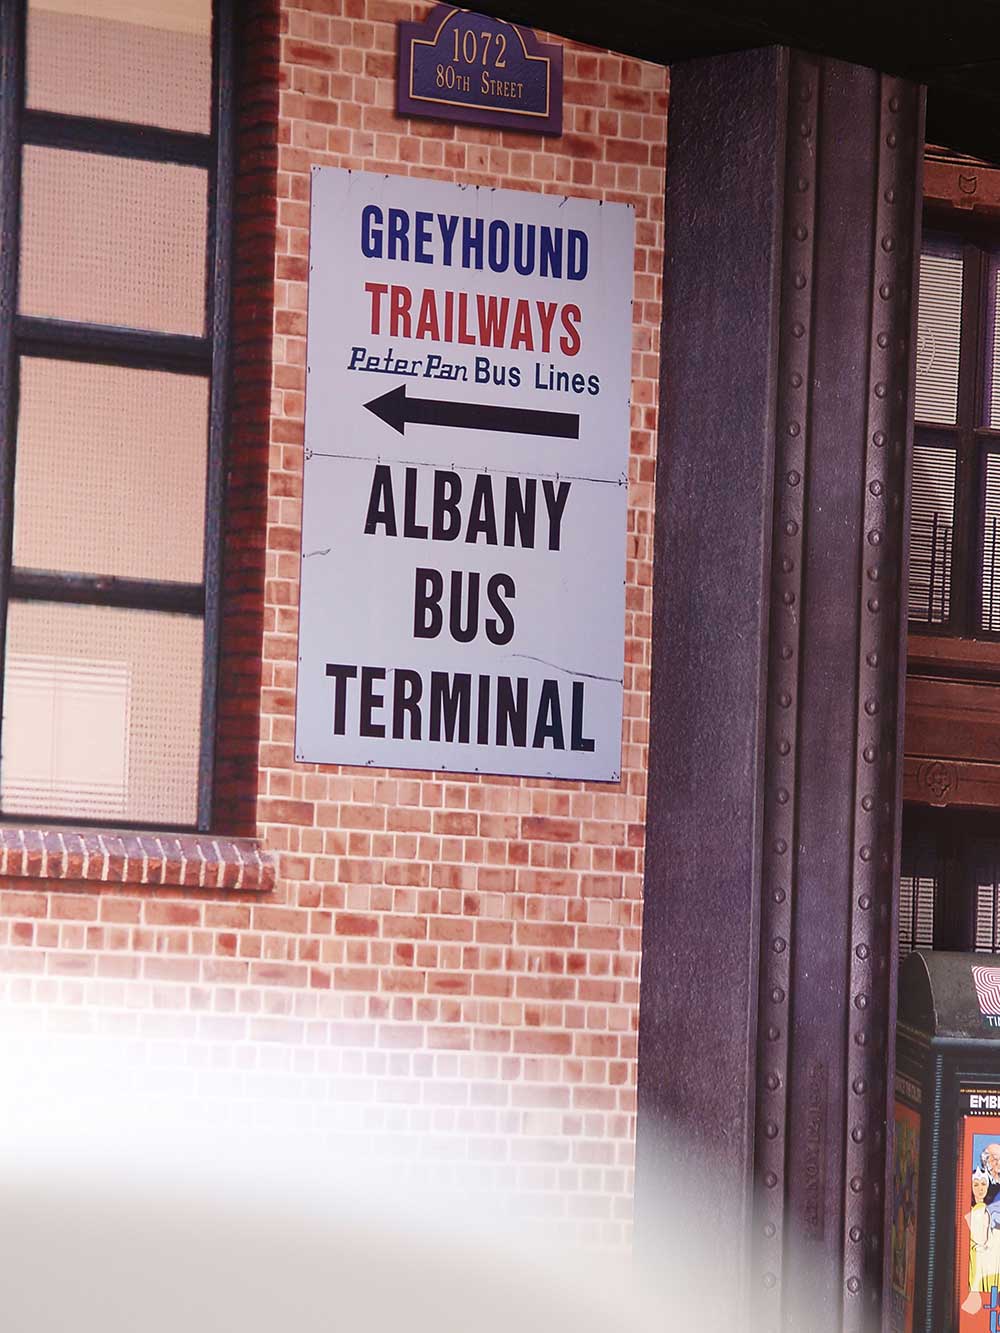 1072
80TH STREET
GREYHOUND
TRAILWAYS
Peter Pan Bus Lines
ALBANY
BUS
TERMINAL